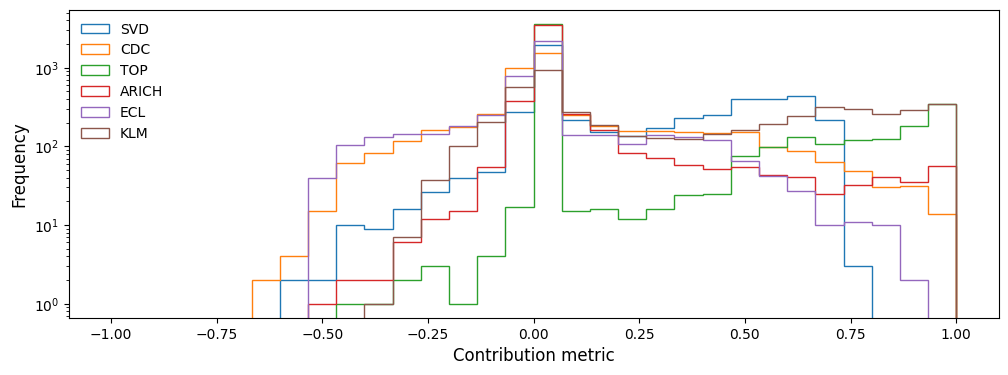 SVD
CDC
TOP
ARICH
ECL
KLM
Frequency
10³
10²
10¹
10⁰
−1.00 −0.75 −0.50 −0.25 0.00 0.25 0.50 0.75 1.00
Contribution metric